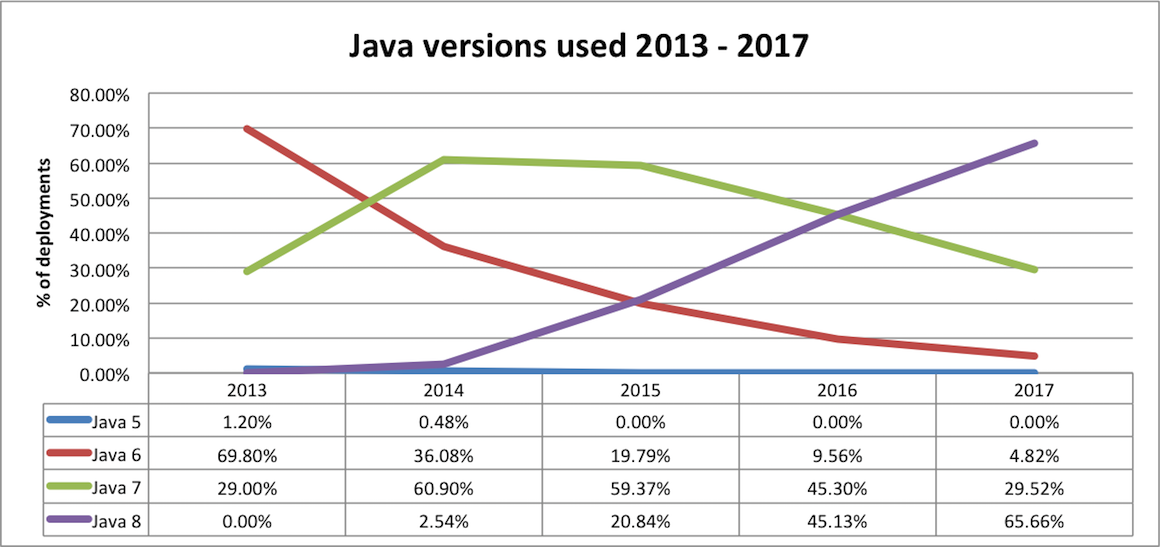 Java versions used 2013 - 2017
% of deployments
80.00%
70.00%
60.00%
50.00%
40.00%
30.00%
20.00%
10.00%
0.00%
2013 2014 2015 2016 2017
Java 5 1.20% 0.48% 0.00% 0.00% 0.00%
Java 6 69.80% 36.08% 19.79% 9.56% 4.82%
Java 7 29.00% 60.90% 59.37% 45.30% 29.52%
Java 8 0.00% 2.54% 20.84% 45.13% 65.66%